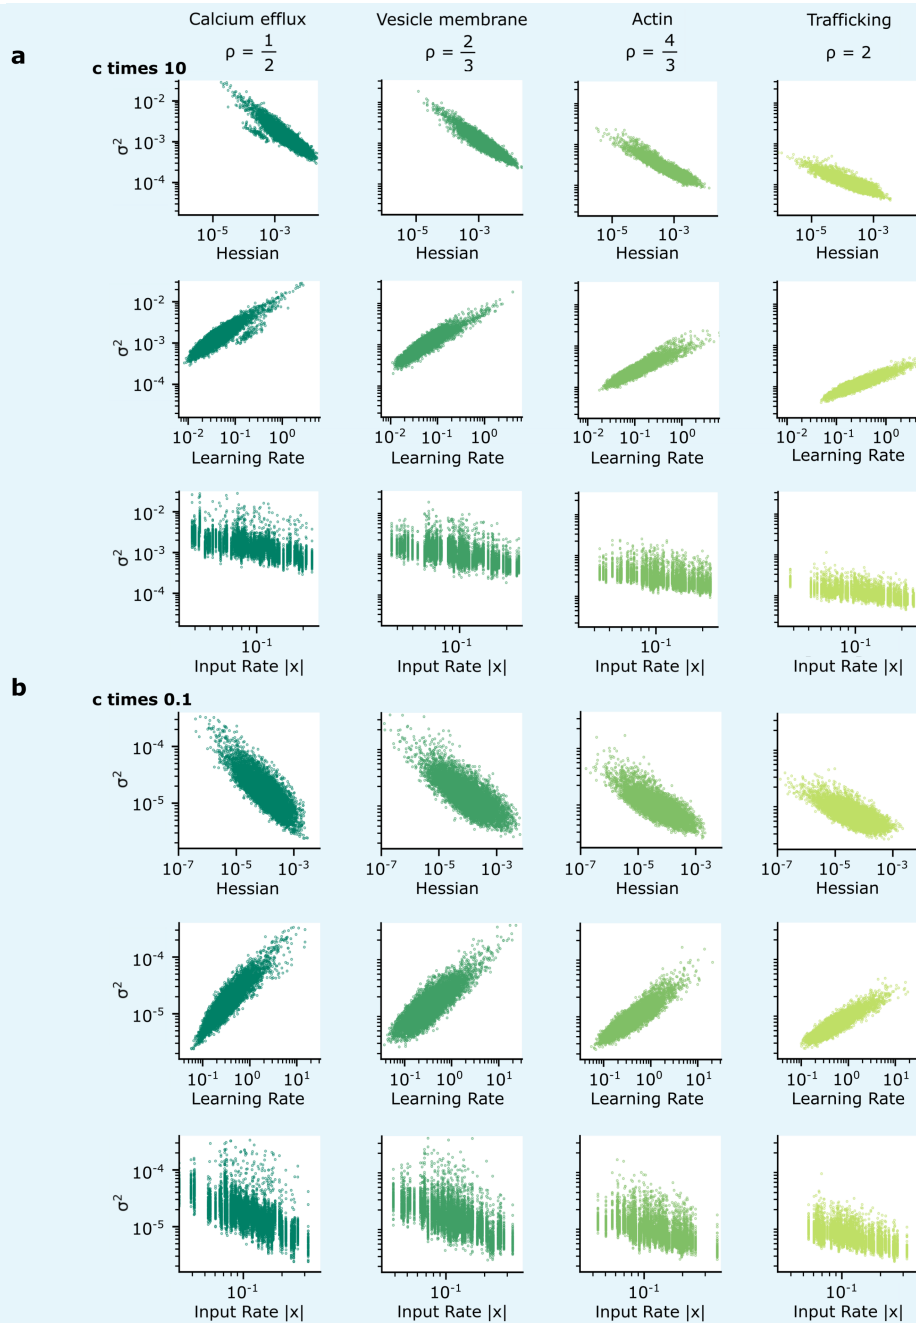 Calcium efflux Vesicle membrane Actin Trafficking
a
ρ = 1/2 ρ = 2/3 ρ = 4/3 ρ = 2
c times 10
σ² 10⁻² 10⁻³ 10⁻⁴
10⁻⁵ 10⁻³ 10⁻⁵ 10⁻³ 10⁻⁵ 10⁻³ 10⁻⁵ 10⁻³
Hessian Hessian Hessian Hessian
σ² 10⁻² 10⁻³ 10⁻⁴
10⁻² 10⁻¹ 10⁰ 10⁻² 10⁻¹ 10⁰ 10⁻² 10⁻¹ 10⁰ 10⁻² 10⁻¹ 10⁰
Learning Rate Learning Rate Learning Rate Learning Rate
σ² 10⁻² 10⁻³ 10⁻⁴
10⁻¹ 10⁻¹ 10⁻¹ 10⁻¹
Input Rate |x| Input Rate |x| Input Rate |x| Input Rate |x|
b
c times 0.1
σ² 10⁻⁴ 10⁻⁵
10⁻⁷ 10⁻⁵ 10⁻³ 10⁻⁷ 10⁻⁵ 10⁻³ 10⁻⁷ 10⁻⁵ 10⁻³ 10⁻⁷ 10⁻⁵ 10⁻³
Hessian Hessian Hessian Hessian
σ² 10⁻⁴ 10⁻⁵
10⁻¹ 10⁰ 10¹ 10⁻¹ 10⁰ 10¹ 10⁻¹ 10⁰ 10¹ 10⁻¹ 10⁰ 10¹
Learning Rate Learning Rate Learning Rate Learning Rate
σ² 10⁻⁴ 10⁻⁵
10⁻¹ 10⁻¹ 10⁻¹ 10⁻¹
Input Rate |x| Input Rate |x| Input Rate |x| Input Rate |x|